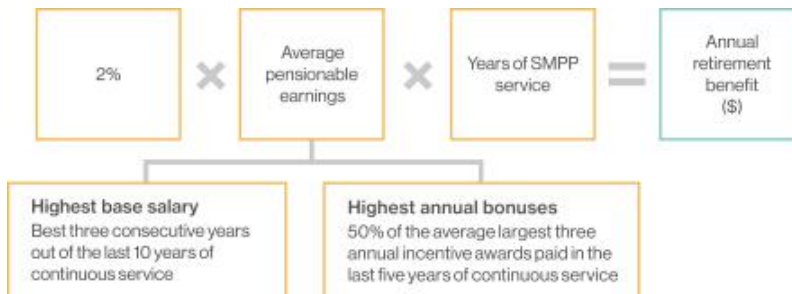 2%
×
Average
pensionable
earnings
×
Years of SMPP
service
=
Annual
retirement
benefit
($)
Highest base salary
Best three consecutive years
out of the last 10 years of
continuous service
Highest annual bonuses
50% of the average largest three
annual incentive awards paid in the
last five years of continuous service